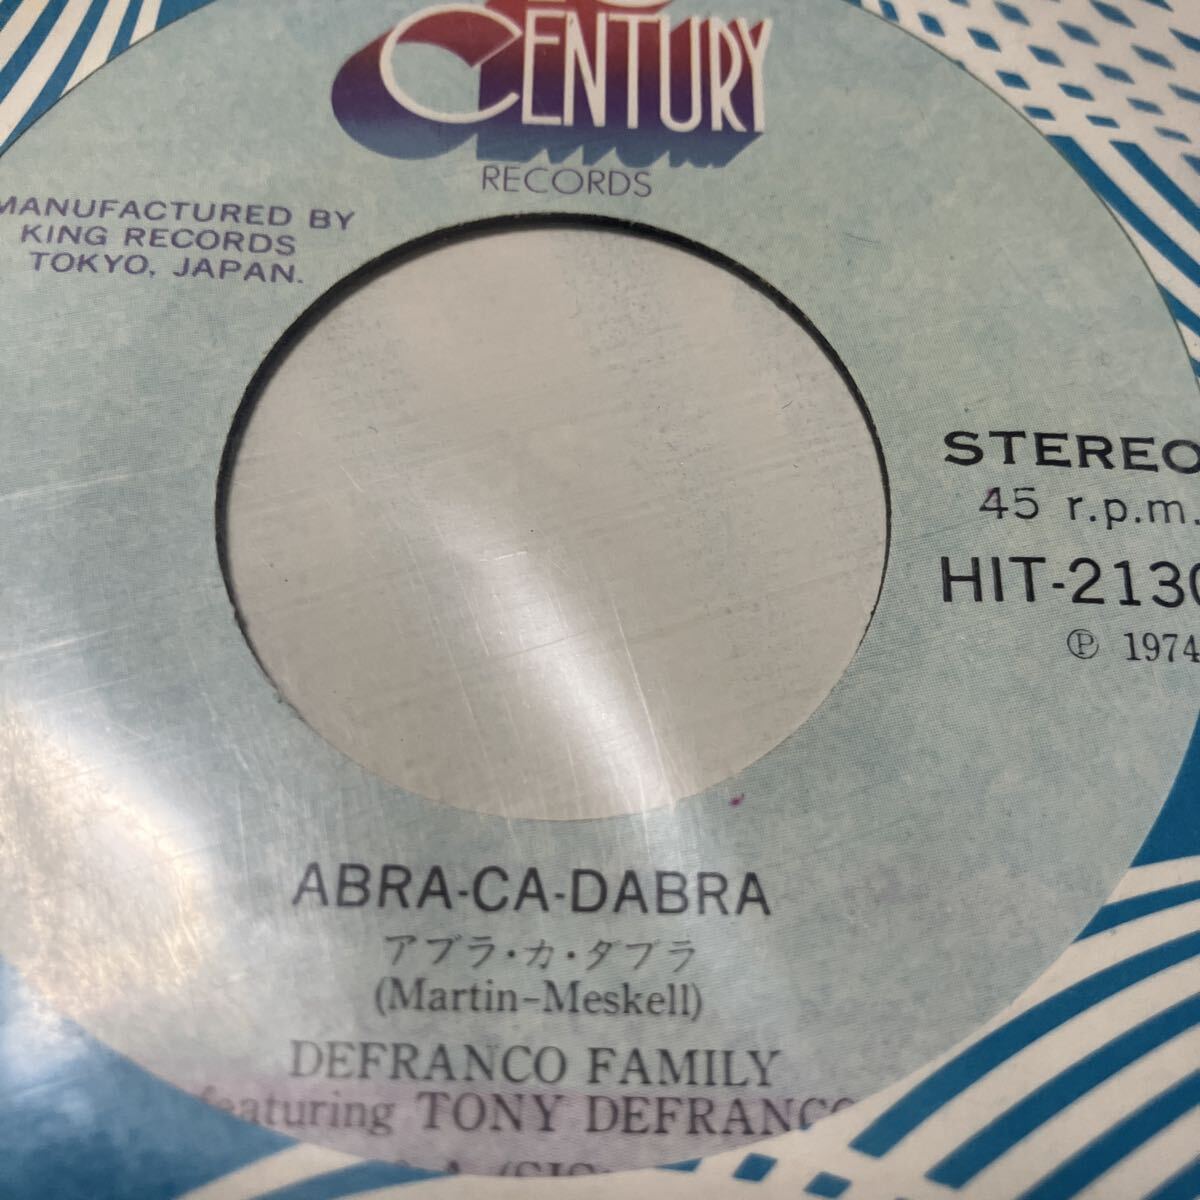 CENTURY
RECORDS
MANUFACTURED BY
KING RECORDS
TOKYO, JAPAN.
STEREO
45 r.p.m.
HIT-2130
Ⓟ 1974
ABRA-CA-DABRA
アブラ・カ・ダブラ
(Martin-Meskell)
DEFRANCO FAMILY
featuring TONY DEFRANCO